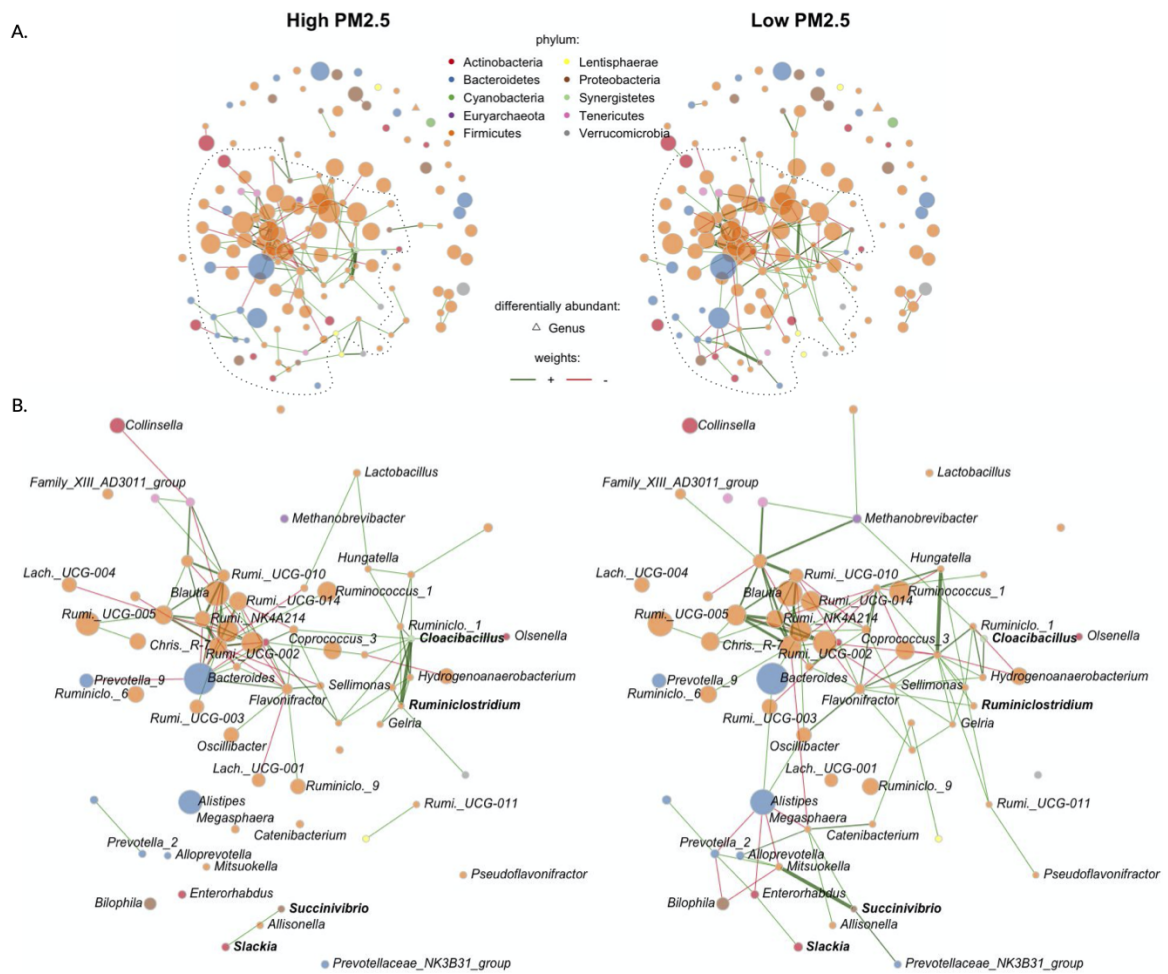 A.
High PM2.5
Low PM2.5
phylum:
Actinobacteria
Lentisphaerae
Bacteroidetes
Proteobacteria
Cyanobacteria
Synergistetes
Euryarchaeota
Tenericutes
Firmicutes
Verrucomicrobia
differentially abundant:
Genus
weights:
+ -
B.
Collinsella
Lactobacillus
Family_XIII_AD3011_group
Methanobrevibacter
Hungatella
Lach._UCG-004
Rumi._UCG-010
Blautia
Ruminococcus_1
Rumi._UCG-014
Rumi._UCG-005
Rumi._NK4A214
Ruminiclo._1
Coprococcus_3
Cloacibacillus
Olsenella
Chris._R-7
Rumi._UCG-002
Prevotella_9
Bacteroides
Hydrogenoanaerobacterium
Sellimonas
Ruminiclo._6
Flavonifractor
Ruminiclostridium
Rumi._UCG-003
Gelria
Oscillibacter
Lach._UCG-001
Ruminiclo._9
Alistipes
Rumi._UCG-011
Megasphaera
Catenibacterium
Prevotella_2
Alloprevotella
Mitsuokella
Pseudoflavonifractor
Enterorhabdus
Bilophila
Succinivibrio
Allisonella
Slackia
Prevotellaceae_NK3B31_group
Collinsella
Lactobacillus
Family_XIII_AD3011_group
Methanobrevibacter
Hungatella
Lach._UCG-004
Rumi._UCG-010
Blautia
Ruminococcus_1
Rumi._UCG-014
Rumi._UCG-005
Rumi._NK4A214
Ruminiclo._1
Coprococcus_3
Cloacibacillus
Olsenella
Chris._R-7
Rumi._UCG-002
Prevotella_9
Bacteroides
Hydrogenoanaerobacterium
Sellimonas
Ruminiclo._6
Flavonifractor
Ruminiclostridium
Rumi._UCG-003
Gelria
Oscillibacter
Lach._UCG-001
Ruminiclo._9
Alistipes
Rumi._UCG-011
Megasphaera
Catenibacterium
Prevotella_2
Alloprevotella
Mitsuokella
Pseudoflavonifractor
Enterorhabdus
Bilophila
Succinivibrio
Allisonella
Slackia
Prevotellaceae_NK3B31_group